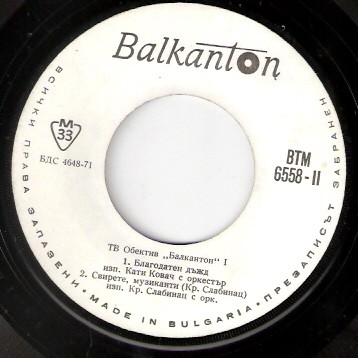 Balkanton
M
33
БДС 4648-71
ВТМ
6558-II
ТВ Обектив „Балкантон" I
1. Благодатен дъжд
изп. Кати Ковач с оркестър
2. Свирете, музиканти (Кр. Слабинац)
изп. Кр. Слабинац с орк.
ВСИЧКИ ПРАВА ЗАПАЗЕНИ. • MADE IN BULGARIA • ПРЕЗАПИСЪТ ЗАБРАНЕН